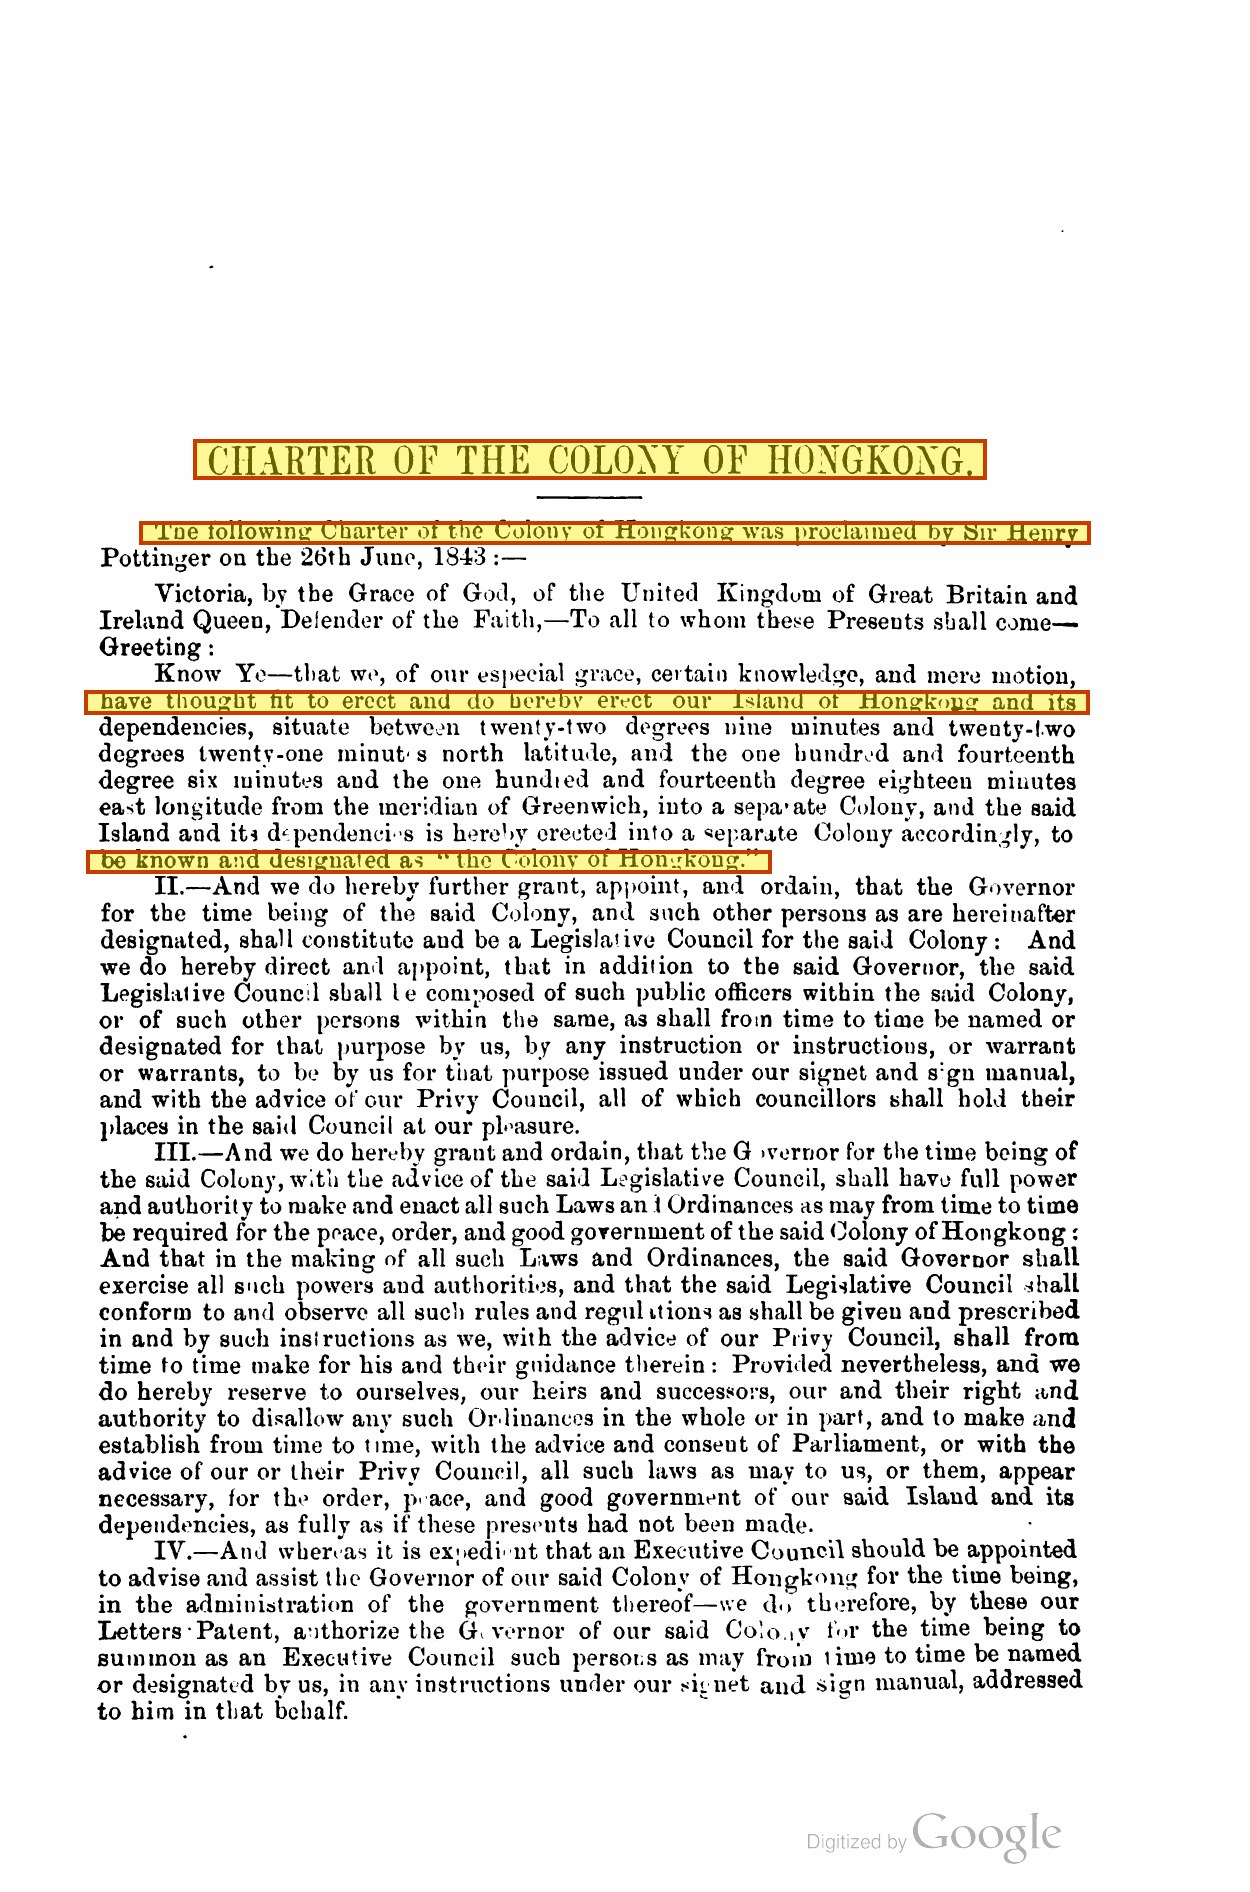 CHARTER OF THE COLONY OF HONGKONG.
The following Charter of the Colony of Hongkong was proclaimed by Sir Henry
Pottinger on the 26th June, 1843 :—
Victoria, by the Grace of God, of the United Kingdom of Great Britain and
Ireland Queen, Defender of the Faith,—To all to whom these Presents shall come—
Greeting :
Know Ye—that we, of our especial grace, certain knowledge, and mere motion,
have thought fit to erect and do hereby erect our Island of Hongkong and its
dependencies, situate between twenty-two degrees nine minutes and twenty-two
degrees twenty-one minutes north latitude, and the one hundred and fourteenth
degree six minutes and the one hundred and fourteenth degree eighteen minutes
east longitude from the meridian of Greenwich, into a separate Colony, and the said
Island and its dependencies is hereby erected into a separate Colony accordingly, to
be known and designated as “the Colony of Hongkong.”
II.—And we do hereby further grant, appoint, and ordain, that the Governor
for the time being of the said Colony, and such other persons as are hereinafter
designated, shall constitute and be a Legislative Council for the said Colony : And
we do hereby direct and appoint, that in addition to the said Governor, the said
Legislative Council shall be composed of such public officers within the said Colony,
or of such other persons within the same, as shall from time to time be named or
designated for that purpose by us, by any instruction or instructions, or warrant
or warrants, to be by us for that purpose issued under our signet and sign manual,
and with the advice of our Privy Council, all of which councillors shall hold their
places in the said Council at our pleasure.
III.—And we do hereby grant and ordain, that the Governor for the time being of
the said Colony, with the advice of the said Legislative Council, shall have full power
and authority to make and enact all such Laws and Ordinances as may from time to time
be required for the peace, order, and good government of the said Colony of Hongkong :
And that in the making of all such Laws and Ordinances, the said Governor shall
exercise all such powers and authorities, and that the said Legislative Council shall
conform to and observe all such rules and regulations as shall be given and prescribed
in and by such instructions as we, with the advice of our Privy Council, shall from
time to time make for his and their guidance therein : Provided nevertheless, and we
do hereby reserve to ourselves, our heirs and successors, our and their right and
authority to disallow any such Ordinances in the whole or in part, and to make and
establish from time to time, with the advice and consent of Parliament, or with the
advice of our or their Privy Council, all such laws as may to us, or them, appear
necessary, for the order, peace, and good government of our said Island and its
dependencies, as fully as if these presents had not been made.
IV.—And whereas it is expedient that an Executive Council should be appointed
to advise and assist the Governor of our said Colony of Hongkong for the time being,
in the administration of the government thereof—we do therefore, by these our
Letters Patent, authorize the Governor of our said Colony for the time being to
summon as an Executive Council such persons as may from time to time be named
or designated by us, in any instructions under our signet and sign manual, addressed
to him in that behalf.
Digitized by Google